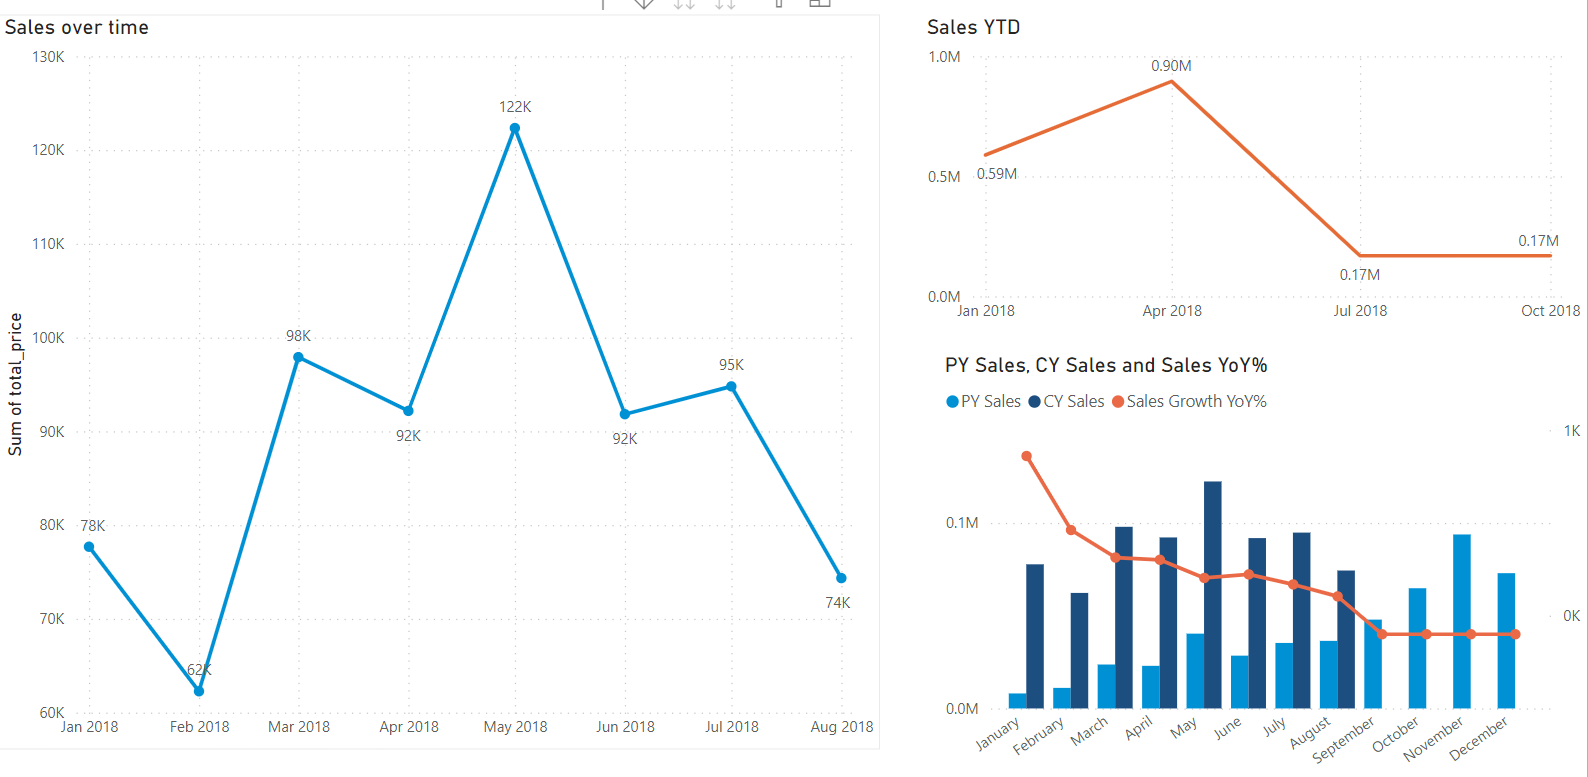 Sales over time
130K
120K
110K
100K
90K
80K
70K
60K
Sum of total_price
78K
62K
98K
92K
122K
92K
95K
74K
Jan 2018
Feb 2018
Mar 2018
Apr 2018
May 2018
Jun 2018
Jul 2018
Aug 2018
Sales YTD
1.0M
0.5M
0.0M
0.59M
0.90M
0.17M
0.17M
Jan 2018
Apr 2018
Jul 2018
Oct 2018
PY Sales, CY Sales and Sales YoY%
PY Sales
CY Sales
Sales Growth YoY%
0.1M
0.0M
1K
0K
January
February
March
April
May
June
July
August
September
October
November
December